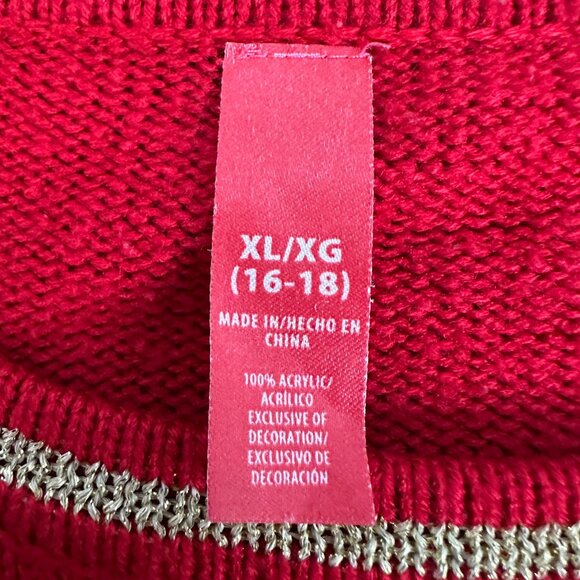 XL/XG
(16-18)
MADE IN/HECHO EN
CHINA
100% ACRYLIC/
ACRÍLICO
EXCLUSIVE OF
DECORATION/
EXCLUSIVO DE
DECORACIÓN